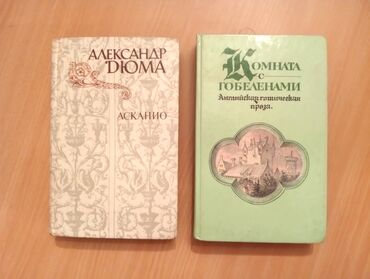 АЛЕКСАНДР
ДЮМА
АСКАНИО
КОМНАТА
С
ГОБЕЛЕНАМИ
Английская готическая
проза.